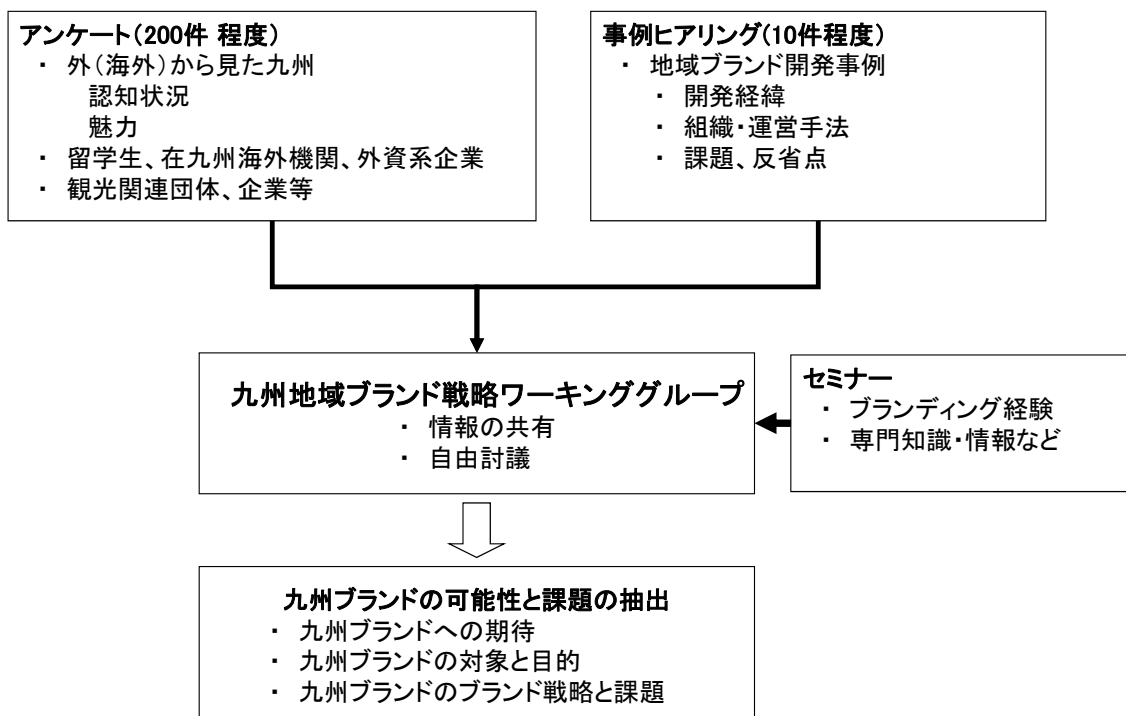 アンケート(200件 程度)
・ 外(海外)から見た九州
認知状況
魅力
・ 留学生、在九州海外機関、外資系企業
・ 観光関連団体、企業等
事例ヒアリング(10件程度)
・ 地域ブランド開発事例
・ 開発経緯
・ 組織・運営手法
・ 課題、反省点
九州地域ブランド戦略ワーキンググループ
・ 情報の共有
・ 自由討議
セミナー
・ ブランディング経験
・ 専門知識・情報など
九州ブランドの可能性と課題の抽出
・ 九州ブランドへの期待
・ 九州ブランドの対象と目的
・ 九州ブランドのブランド戦略と課題